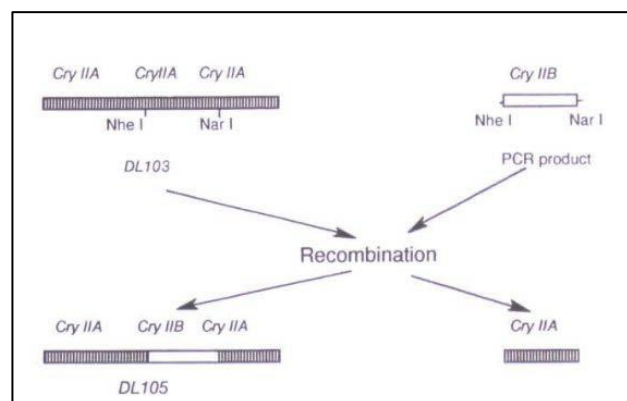 Cry IIA CryIIA Cry IIA
Cry IIB
Nhe I Nar I
Nhe I Nar I
DL103
PCR product
Recombination
Cry IIA Cry IIB Cry IIA
Cry IIA
DL105